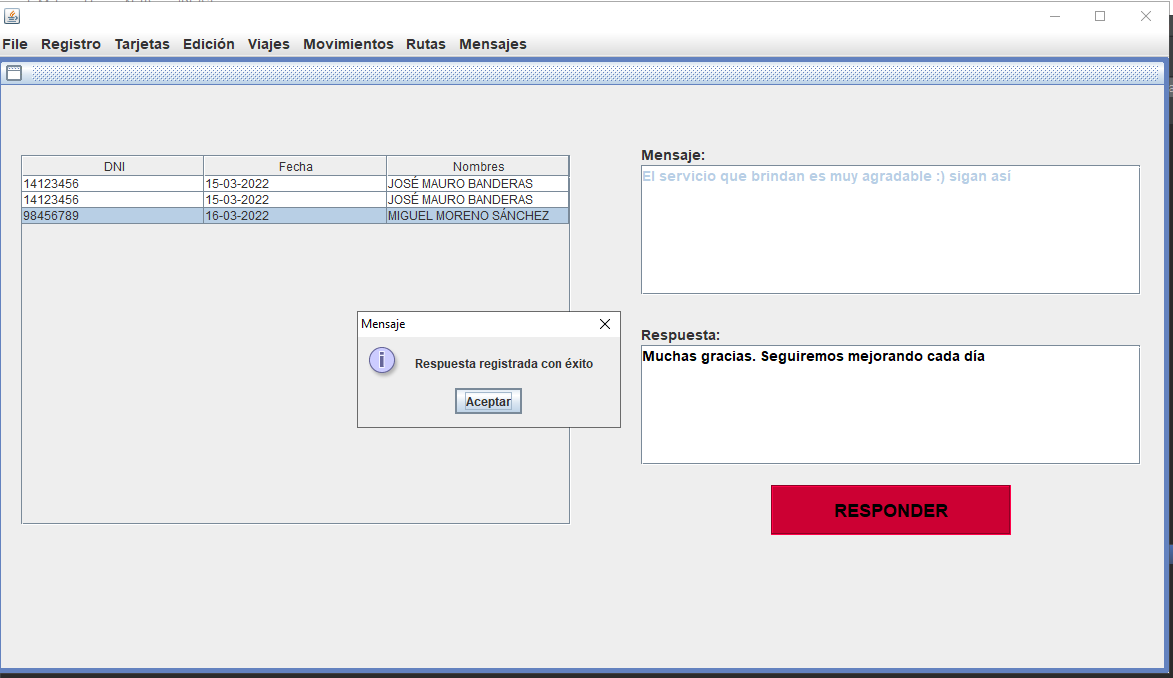 File Registro Tarjetas Edición Viajes Movimientos Rutas Mensajes
DNI Fecha Nombres
14123456 15-03-2022 JOSÉ MAURO BANDERAS
14123456 15-03-2022 JOSÉ MAURO BANDERAS
98456789 16-03-2022 MIGUEL MORENO SÁNCHEZ
Mensaje:
El servicio que brindan es muy agradable :) sigan así
Mensaje
Respuesta registrada con éxito
Aceptar
Respuesta:
Muchas gracias. Seguiremos mejorando cada día
RESPONDER